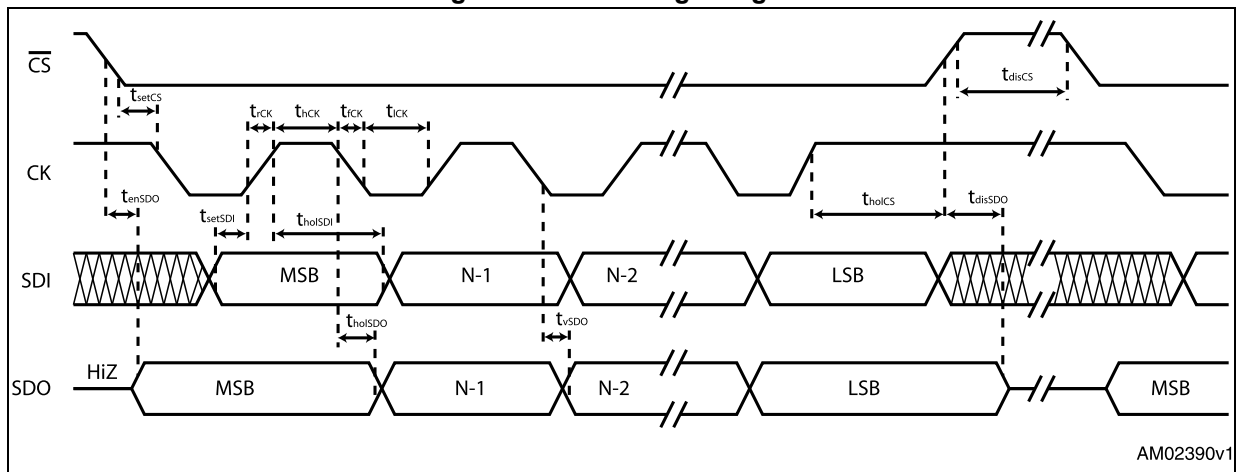 CS
tsetCS
tdisCS
trCK
thCK
tfCK
tlCK
CK
tenSDO
tsetSDI
tholSDI
tholCS
tdisSDO
SDI
MSB
N-1
N-2
LSB
tholSDO
tvSDO
HiZ
SDO
MSB
N-1
N-2
LSB
MSB
AM02390v1